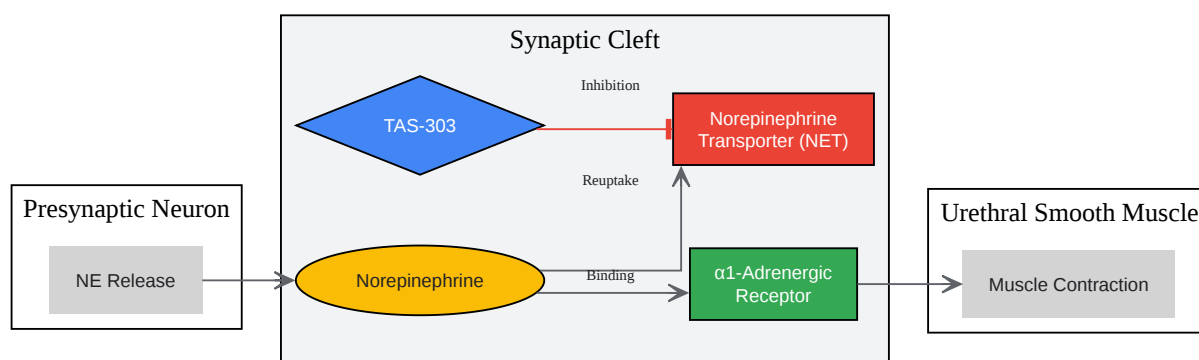 Synaptic Cleft
Inhibition
TAS-303
Norepinephrine
Transporter (NET)
Reuptake
Presynaptic Neuron
NE Release
Norepinephrine
Binding
α1-Adrenergic
Receptor
Urethral Smooth Muscle
Muscle Contraction